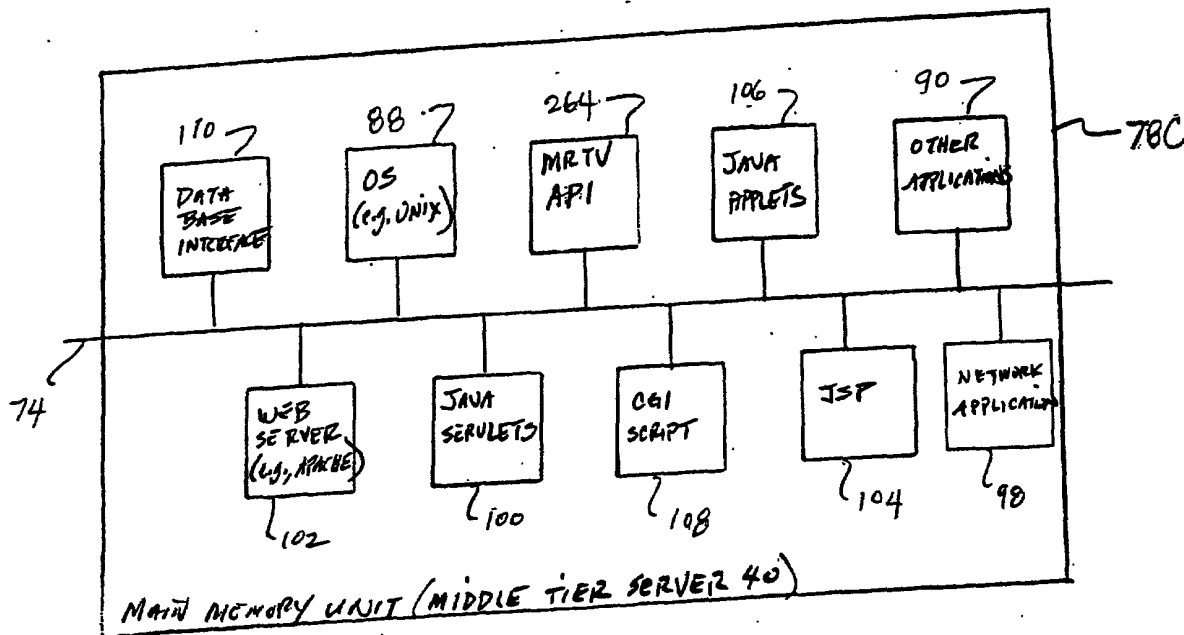 110
88
264
106
90
78C
DATA
BASE
INTERFACE
OS
(e.g. UNIX)
MRTV
API
JAVA
APPLETS
OTHER
APPLICATIONS
74
WEB
SERVER
(e.g., APACHE)
JAVA
SERVLETS
CGI
SCRIPT
JSP
NETWORK
APPLICATION
102
100
108
104
98
MAIN MEMORY UNIT (MIDDLE TIER SERVER 40)